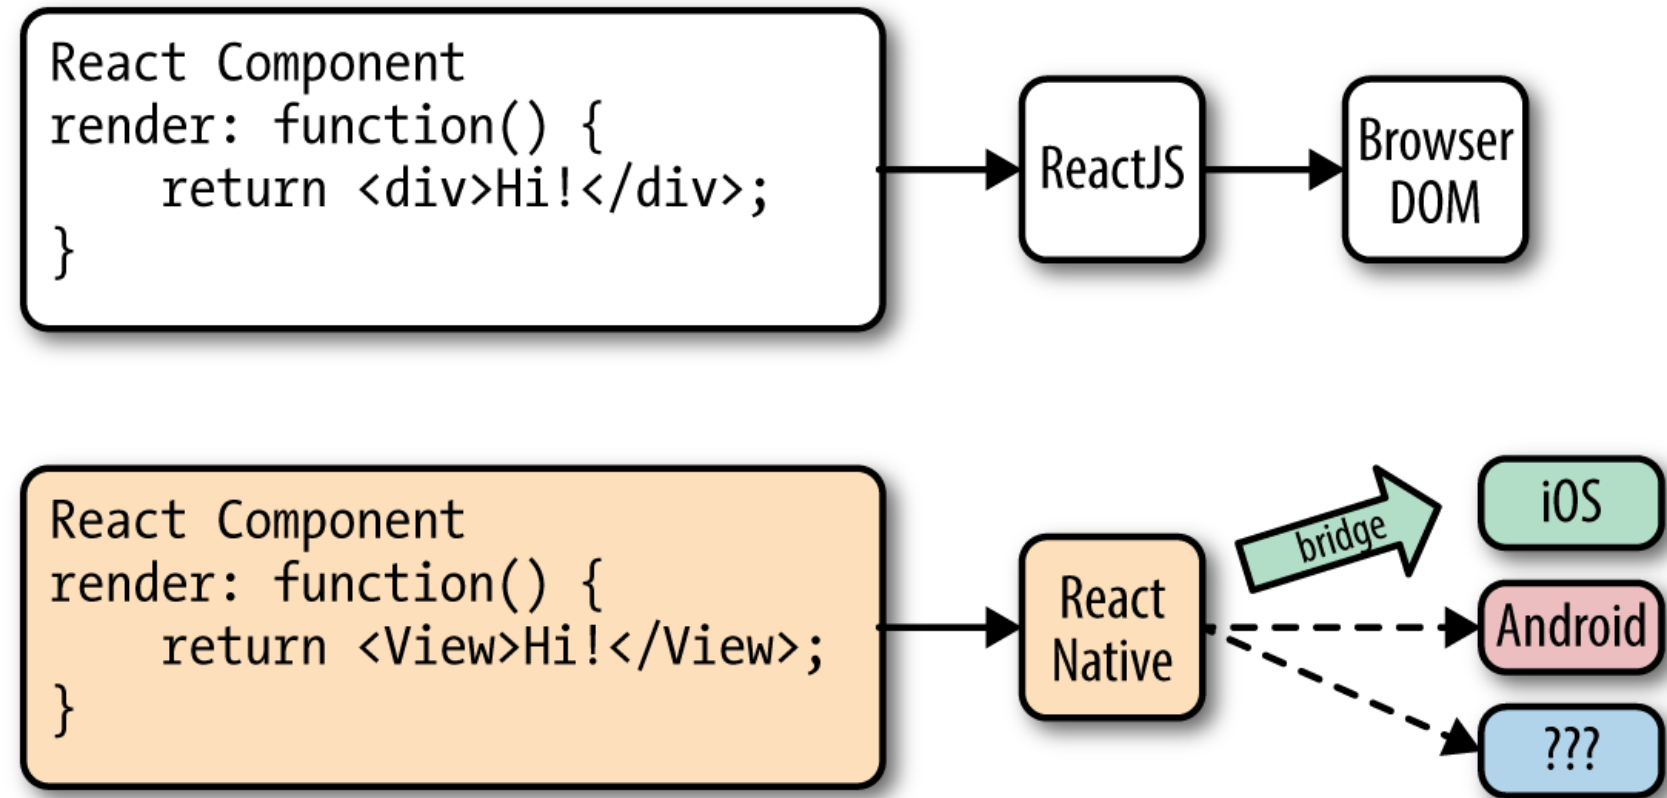 React Component
render: function() {
    return <div>Hi!</div>;
}
ReactJS
Browser
DOM
React Component
render: function() {
    return <View>Hi!</View>;
}
React
Native
bridge
iOS
Android
???